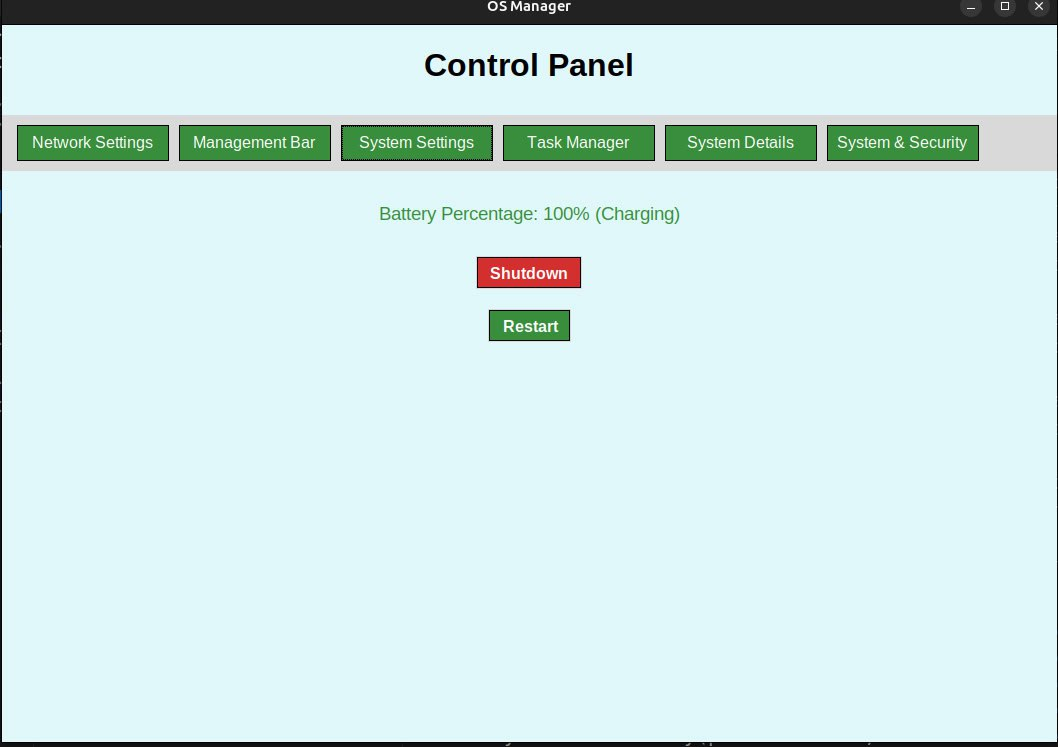 OS Manager
Control Panel
Network Settings Management Bar System Settings Task Manager System Details System & Security
Battery Percentage: 100% (Charging)
Shutdown
Restart